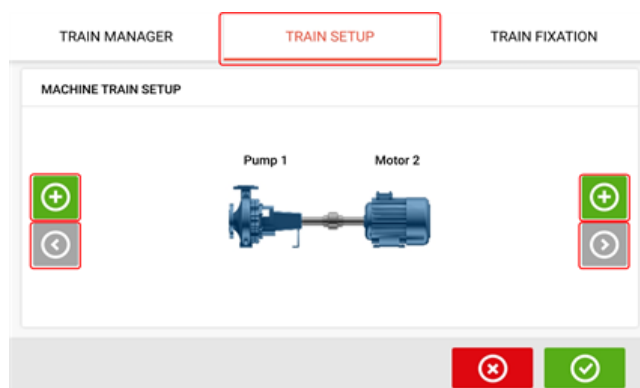 TRAIN MANAGER
TRAIN SETUP
TRAIN FIXATION
MACHINE TRAIN SETUP
Pump 1
Motor 2